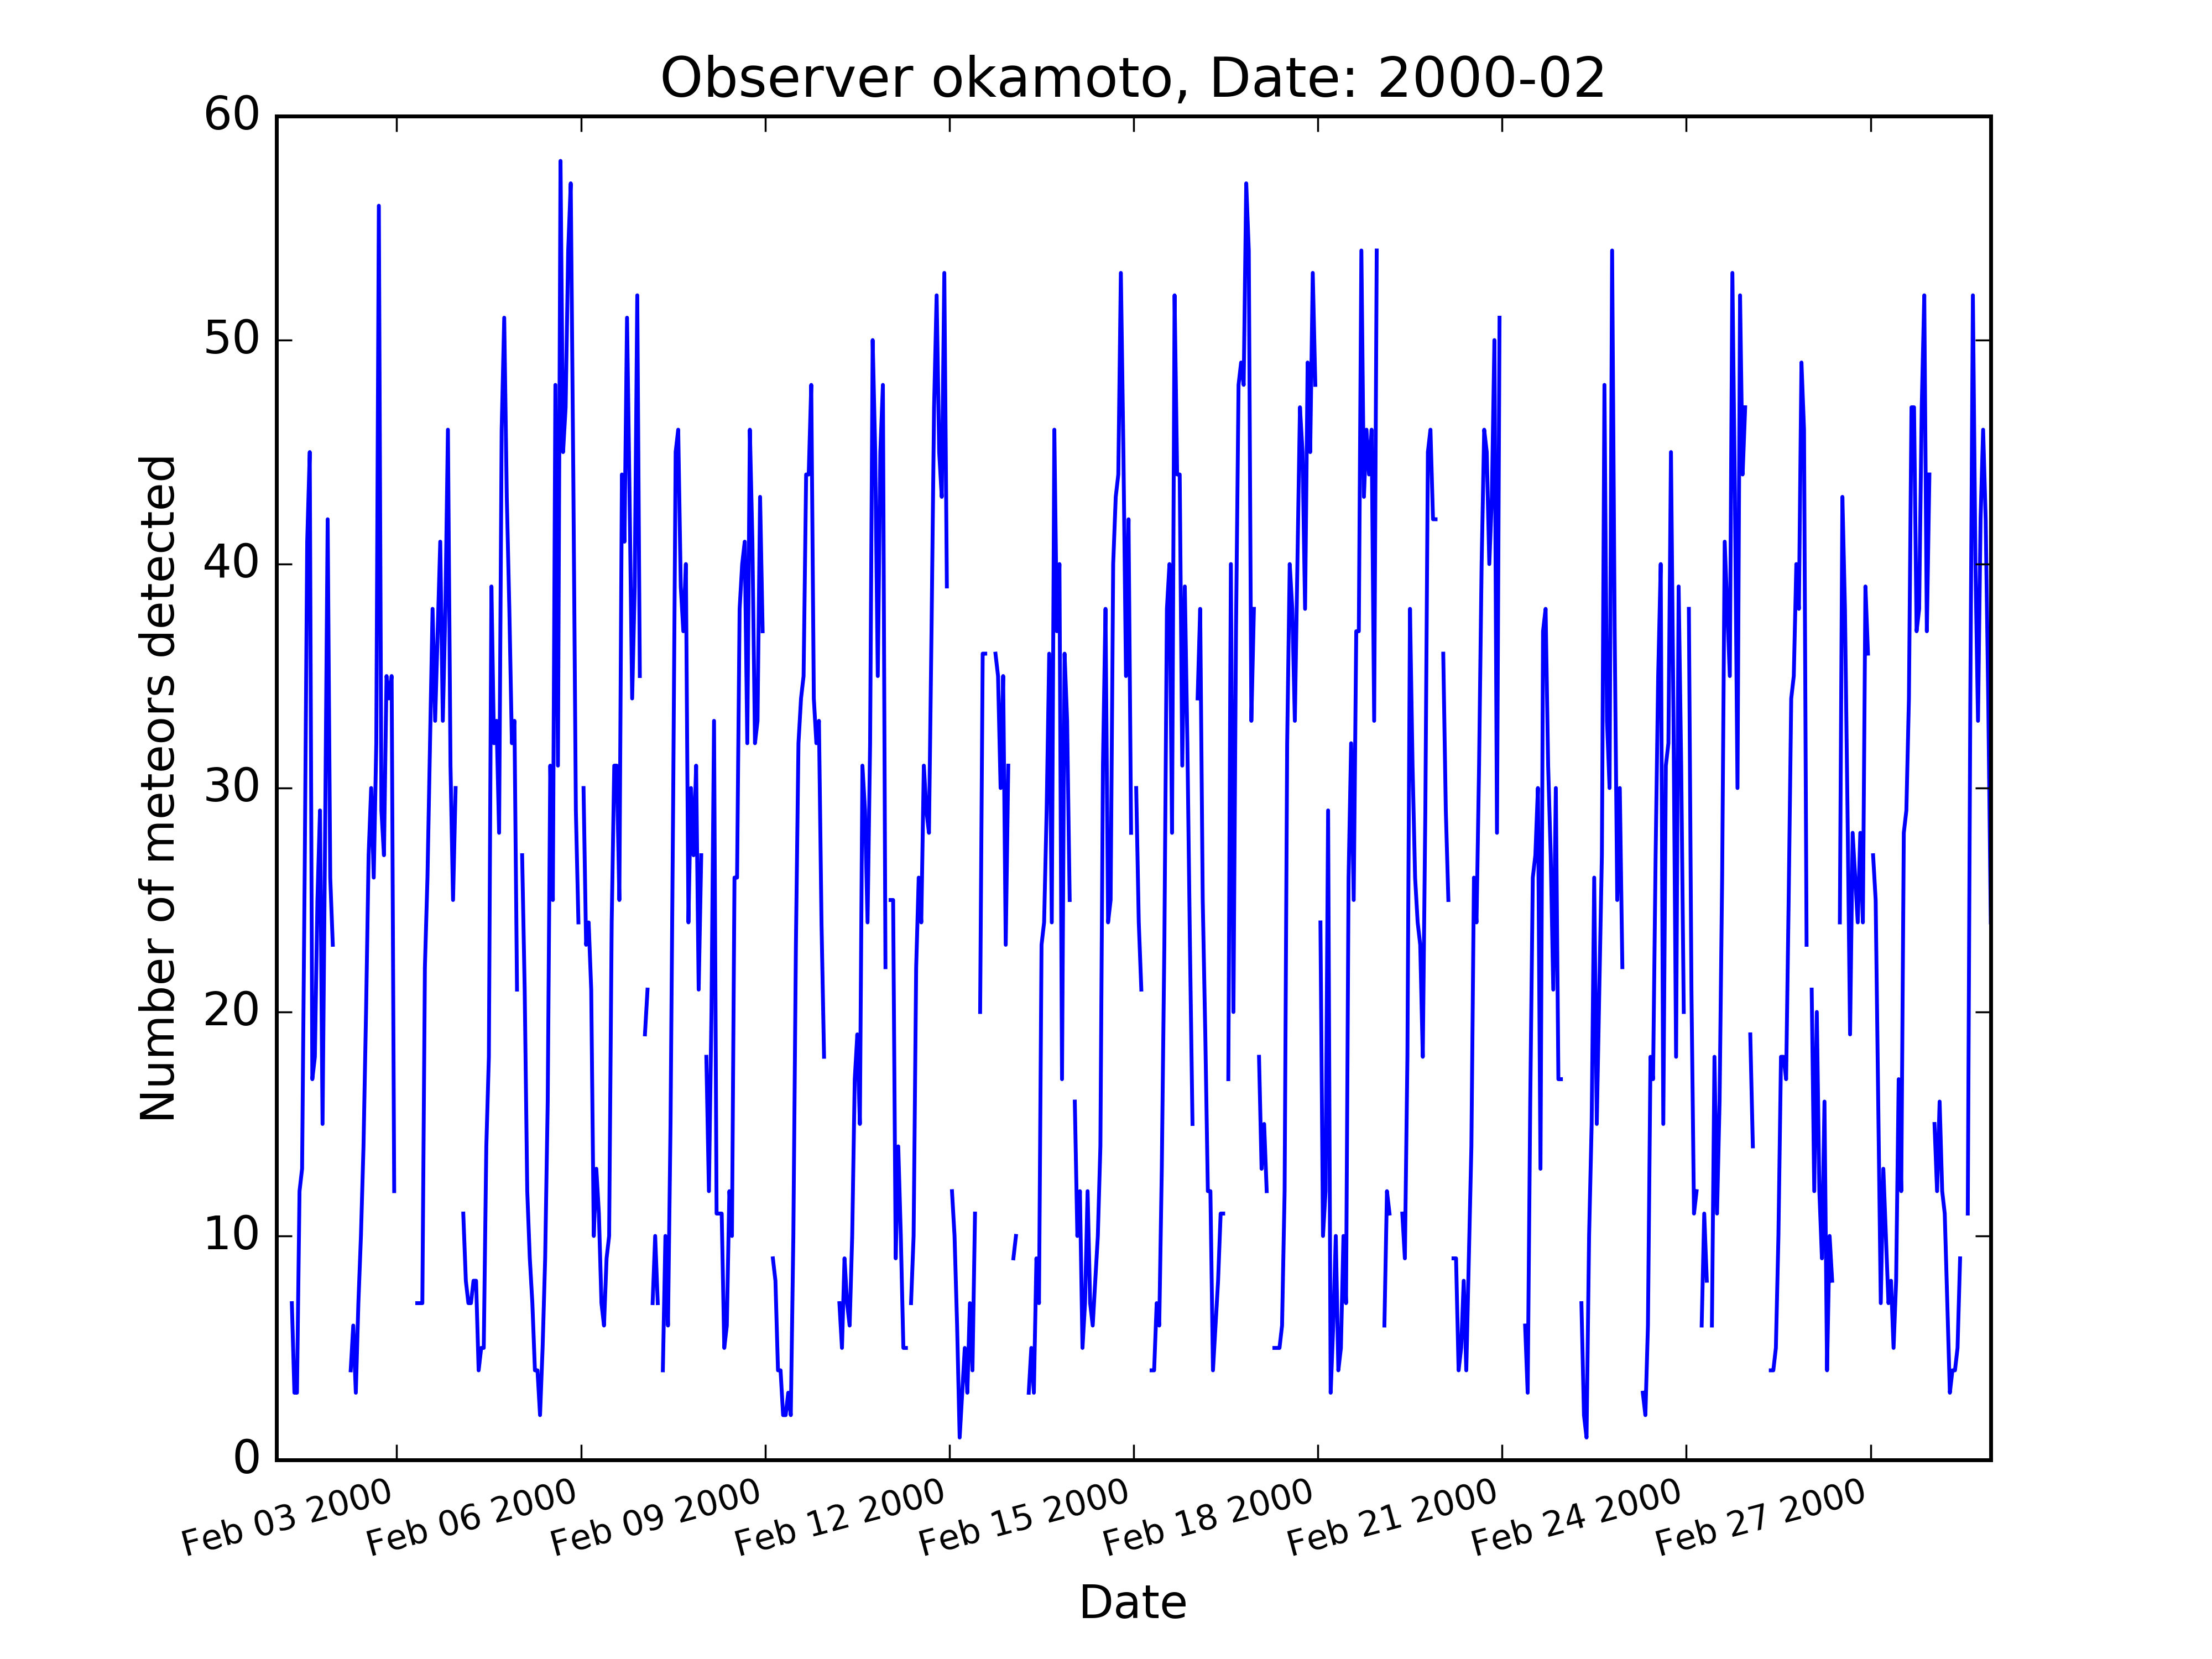 Observer okamoto, Date: 2000-02
60
50
40
30
20
10
0
Number of meteors detected
Feb 03 2000
Feb 06 2000
Feb 09 2000
Feb 12 2000
Feb 15 2000
Feb 18 2000
Feb 21 2000
Feb 24 2000
Feb 27 2000
Date